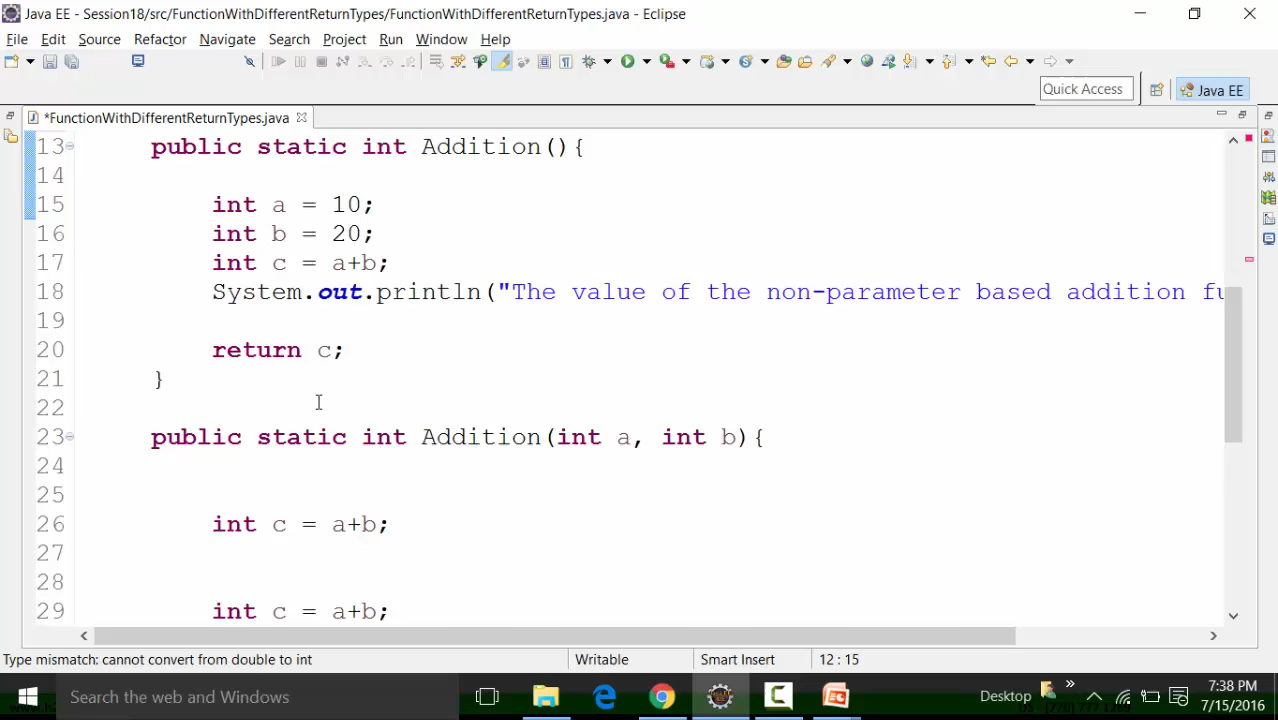 Java EE - Session18/src/FunctionWithDifferentReturnTypes/FunctionWithDifferentReturnTypes.java - Eclipse
File Edit Source Refactor Navigate Search Project Run Window Help
Quick Access Java EE
*FunctionWithDifferentReturnTypes.java
13 public static int Addition(){
14
15 int a = 10;
16 int b = 20;
17 int c = a+b;
18 System.out.println("The value of the non-parameter based addition fu
19
20 return c;
21 }
22
23 public static int Addition(int a, int b){
24
25
26 int c = a+b;
27
28
29 int c = a+b;
Type mismatch: cannot convert from double to int Writable Smart Insert 12 : 15
Search the web and Windows Desktop 7:38 PM
7/15/2016